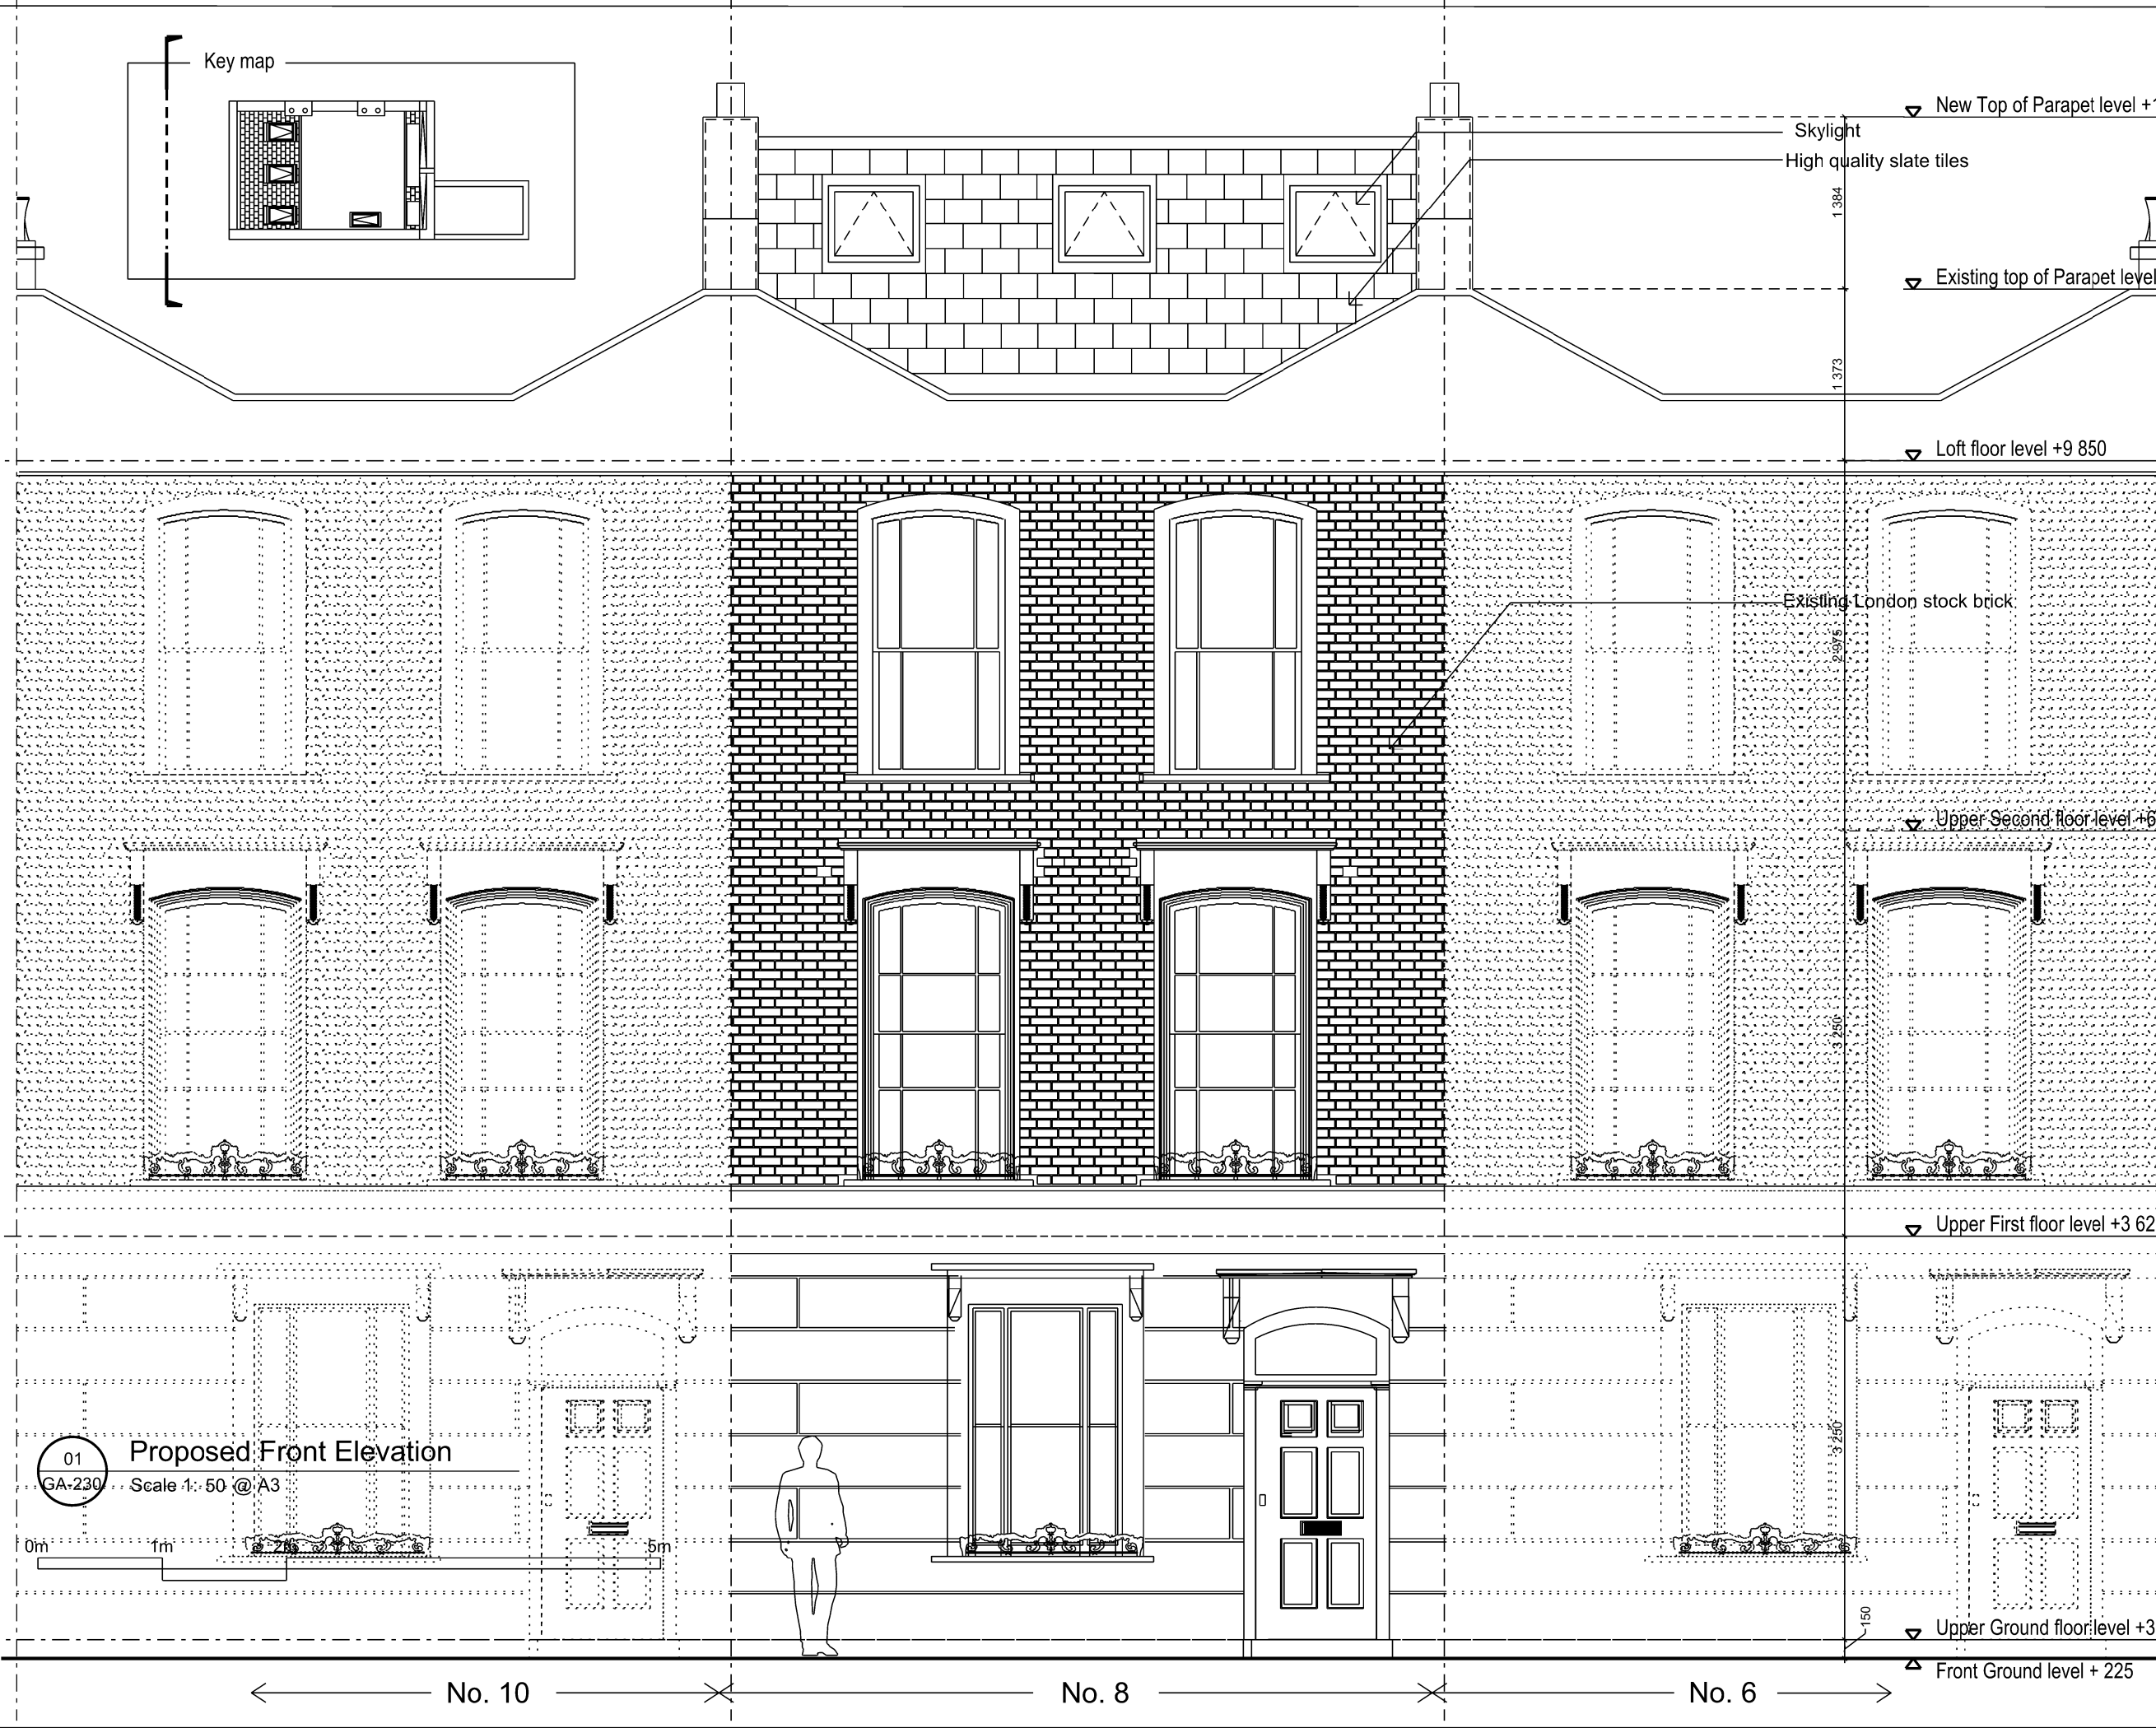 Key map
New Top of Parapet level +1
Skylight
High quality slate tiles
1 384
Existing top of Parapet level
1 373
Loft floor level +9 850
Existing London stock brick
2 975
Upper Second floor level +6
3 250
Upper First floor level +3 62
3 250
01
GA-230
Proposed Front Elevation
Scale 1: 50 @ A3
0m 1m 2m 5m
150
Upper Ground floor level +3
Front Ground level + 225
No. 10
No. 8
No. 6